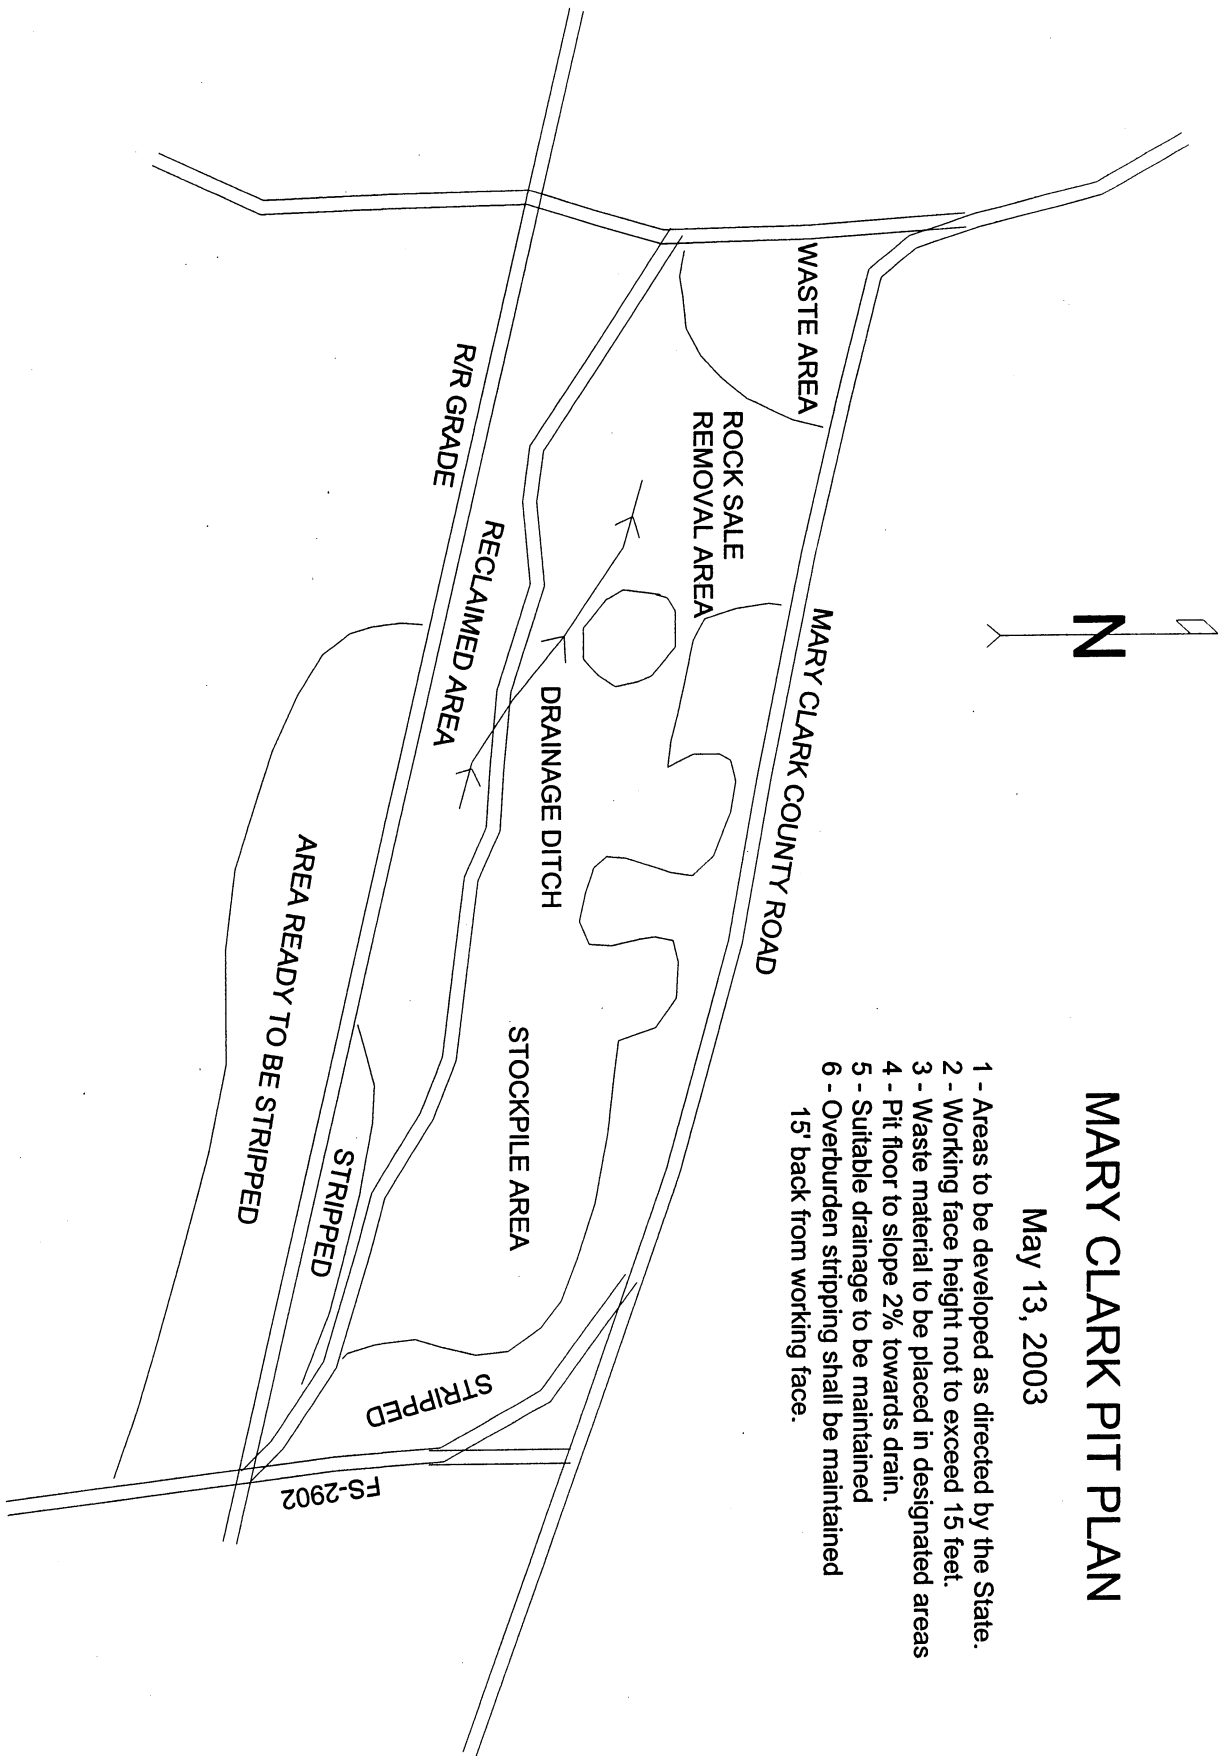 MARY CLARK PIT PLAN
May 13, 2003
1 - Areas to be developed as directed by the State.
2 - Working face height not to exceed 15 feet.
3 - Waste material to be placed in designated areas
4 - Pit floor to slope 2% towards drain.
5 - Suitable drainage to be maintained
6 - Overburden stripping shall be maintained
15' back from working face.
N
MARY CLARK COUNTY ROAD
WASTE AREA
ROCK SALE
REMOVAL AREA
DRAINAGE DITCH
STOCKPILE AREA
R/R GRADE
RECLAIMED AREA
STRIPPED
STRIPPED
AREA READY TO BE STRIPPED
FS-2902